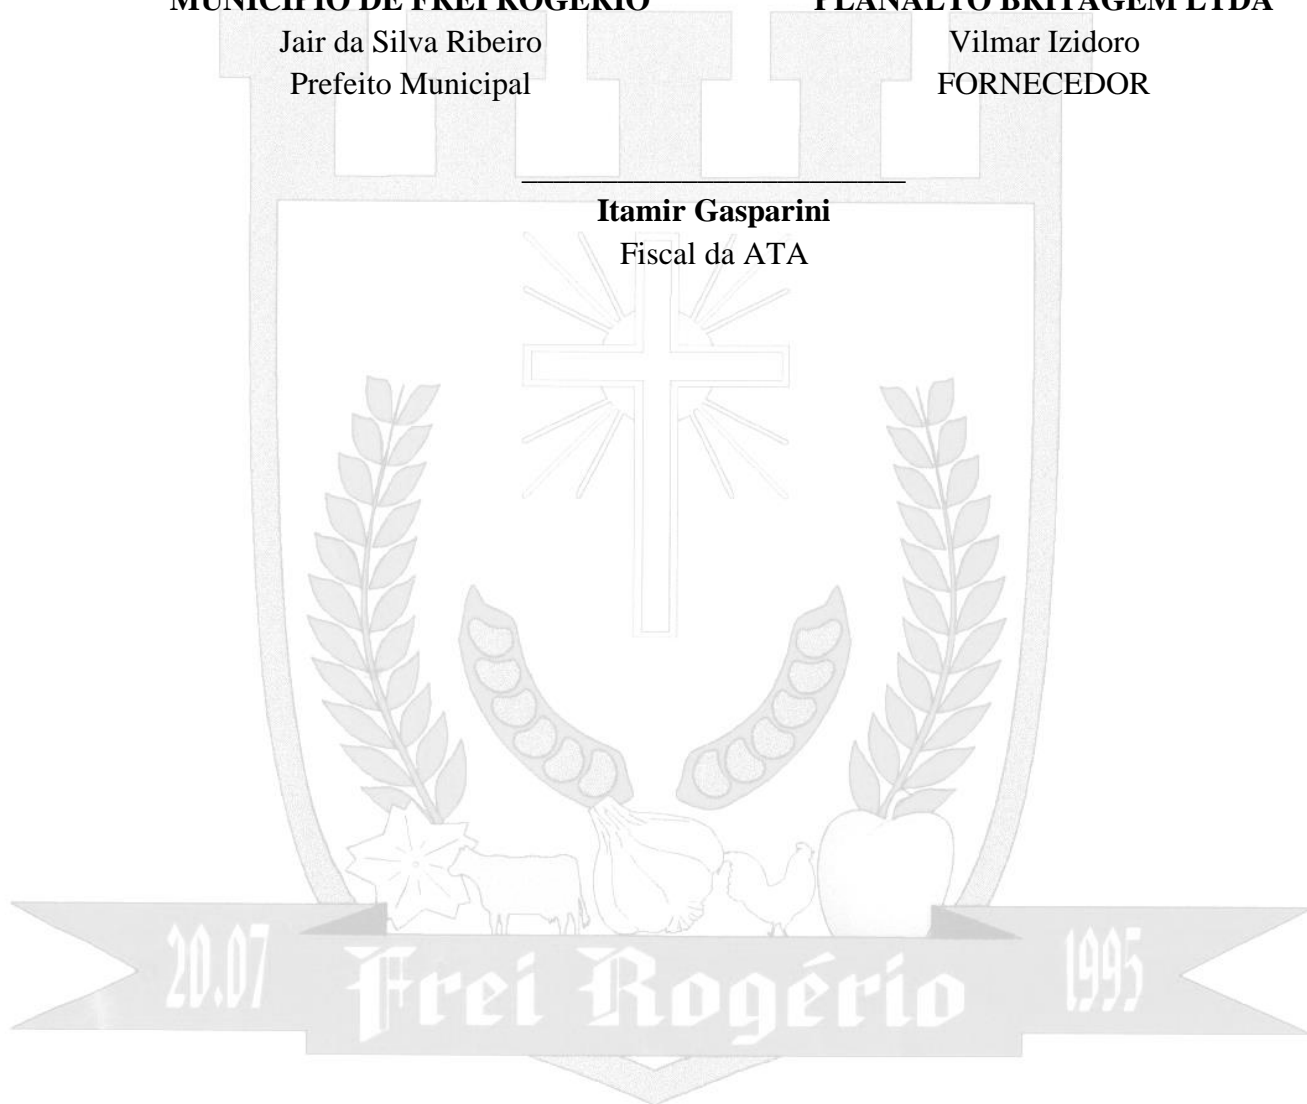 MUNICIPIO DE FREI ROGÉRIO PLANALTO BRITAGEM LTDA
Jair da Silva Ribeiro Vilmar Izidoro
Prefeito Municipal FORNECEDOR
Itamir Gasparini
Fiscal da ATA
20.07 Frei Rogério 1995